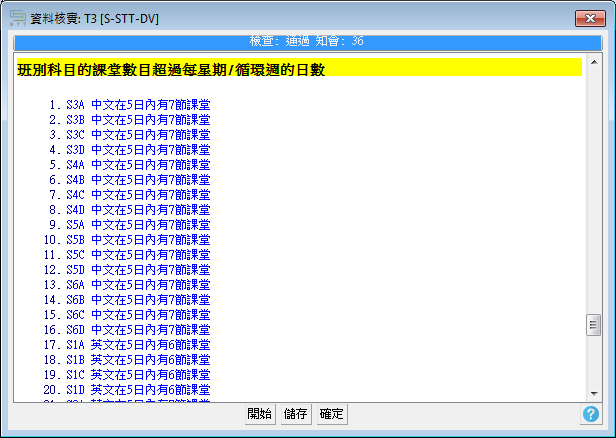 STT
資料核實: T3 [S-STT-DV]
檢查: 通過 知會: 36
班別科目的課堂數目超過每星期/循環週的日數
1. S3A 中文在5日內有7節課堂
2. S3B 中文在5日內有7節課堂
3. S3C 中文在5日內有7節課堂
4. S3D 中文在5日內有7節課堂
5. S4A 中文在5日內有7節課堂
6. S4B 中文在5日內有7節課堂
7. S4C 中文在5日內有7節課堂
8. S4D 中文在5日內有7節課堂
9. S5A 中文在5日內有7節課堂
10. S5B 中文在5日內有7節課堂
11. S5C 中文在5日內有7節課堂
12. S5D 中文在5日內有7節課堂
13. S6A 中文在5日內有7節課堂
14. S6B 中文在5日內有7節課堂
15. S6C 中文在5日內有7節課堂
16. S6D 中文在5日內有7節課堂
17. S1A 英文在5日內有6節課堂
18. S1B 英文在5日內有6節課堂
19. S1C 英文在5日內有6節課堂
20. S1D 英文在5日內有6節課堂
開始 儲存 確定 ?